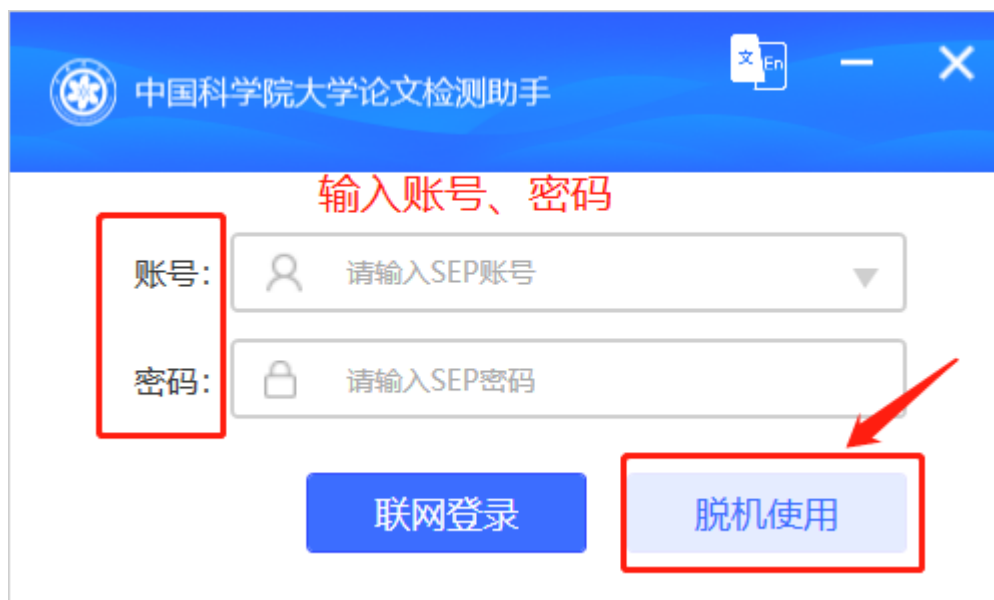 中国科学院大学论文检测助手
文 En
输入账号、密码
账号: 请输入SEP账号
密码: 请输入SEP密码
联网登录 脱机使用